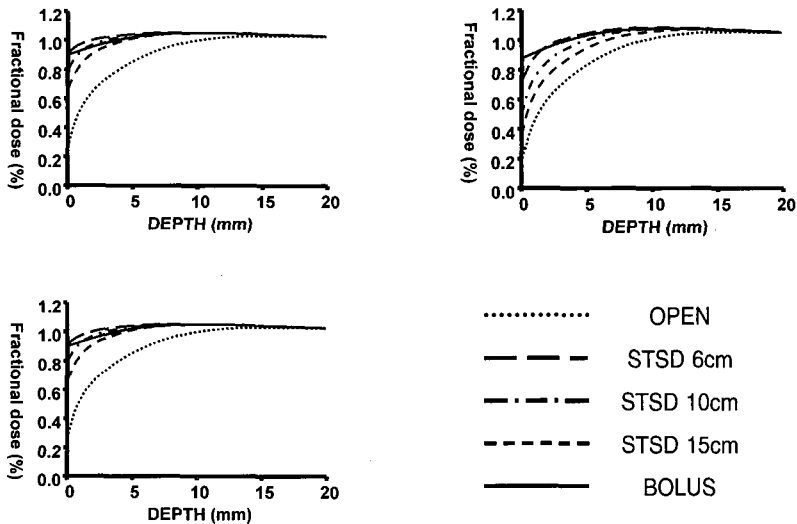 Fractional dose (%)
1.2
1.0
0.8
0.6
0.4
0.2
0.0
0 5 10 15 20
DEPTH (mm)
Fractional dose (%)
1.2
1.0
0.8
0.6
0.4
0.2
0.0
0 5 10 15 20
DEPTH (mm)
Fractional dose (%)
1.2
1.0
0.8
0.6
0.4
0.2
0.0
0 5 10 15 20
DEPTH (mm)
OPEN
STSD 6cm
STSD 10cm
STSD 15cm
BOLUS